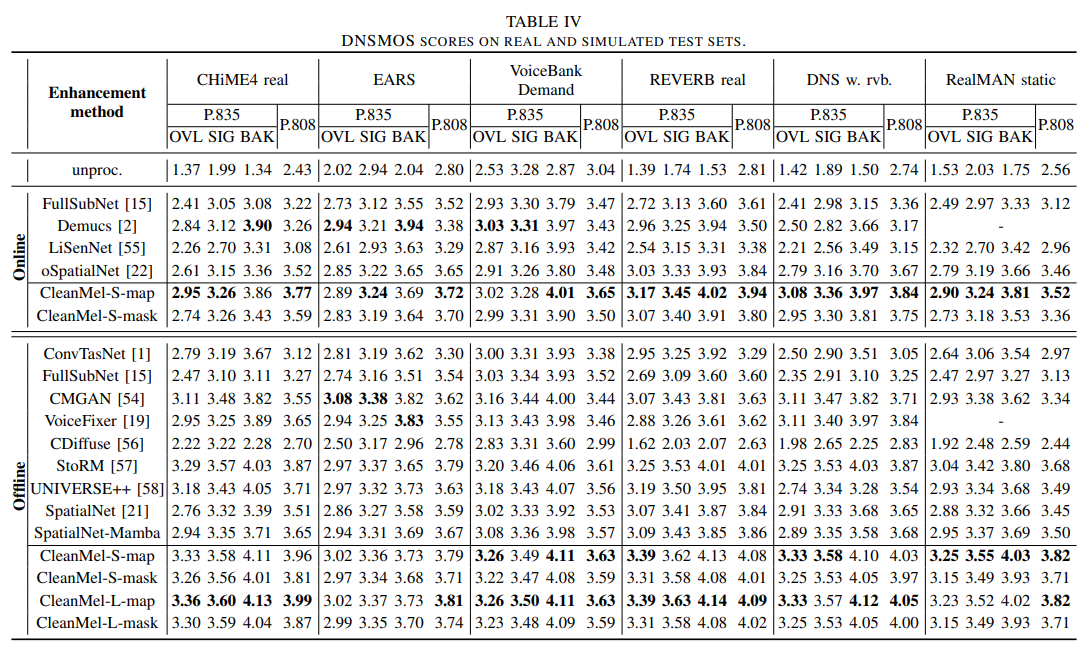 TABLE IV
DNSMOS SCORES ON REAL AND SIMULATED TEST SETS.
Enhancement method CHiME4 real EARS VoiceBank Demand REVERB real DNS w. rvb. RealMAN static
P.835 P.808 P.835 P.808 P.835 P.808 P.835 P.808 P.835 P.808 P.835 P.808
OVL SIG BAK OVL SIG BAK OVL SIG BAK OVL SIG BAK OVL SIG BAK OVL SIG BAK
unproc. 1.37 1.99 1.34 2.43 2.02 2.94 2.04 2.80 2.53 3.28 2.87 3.04 1.39 1.74 1.53 2.81 1.42 1.89 1.50 2.74 1.53 2.03 1.75 2.56
Online
FullSubNet [15] 2.41 3.05 3.08 3.22 2.73 3.12 3.55 3.52 2.93 3.30 3.79 3.47 2.72 3.13 3.60 3.61 2.41 2.98 3.15 3.36 2.49 2.97 3.33 3.12
Demucs [2] 2.84 3.12 3.90 3.26 2.94 3.21 3.94 3.38 3.03 3.31 3.97 3.43 2.96 3.25 3.94 3.50 2.50 2.82 3.66 3.17 -
LiSenNet [55] 2.26 2.70 3.31 3.08 2.61 2.93 3.63 3.29 2.87 3.16 3.93 3.42 2.54 3.15 3.31 3.38 2.21 2.56 3.49 3.15 2.32 2.70 3.42 2.96
oSpatialNet [22] 2.61 3.15 3.36 3.52 2.85 3.22 3.65 3.65 2.91 3.26 3.80 3.48 3.03 3.33 3.93 3.84 2.79 3.16 3.70 3.67 2.79 3.19 3.66 3.46
CleanMel-S-map 2.95 3.26 3.86 3.77 2.89 3.24 3.69 3.72 3.02 3.28 4.01 3.65 3.17 3.45 4.02 3.94 3.08 3.36 3.97 3.84 2.90 3.24 3.81 3.52
CleanMel-S-mask 2.74 3.26 3.43 3.59 2.83 3.19 3.64 3.70 2.99 3.31 3.90 3.50 3.07 3.40 3.91 3.80 2.95 3.30 3.81 3.75 2.73 3.18 3.53 3.36
Offline
ConvTasNet [1] 2.79 3.19 3.67 3.12 2.81 3.19 3.62 3.30 3.00 3.31 3.93 3.38 2.95 3.25 3.92 3.29 2.50 2.90 3.51 3.05 2.64 3.06 3.54 2.97
FullSubNet [15] 2.47 3.10 3.11 3.27 2.74 3.16 3.51 3.54 3.03 3.34 3.93 3.52 2.69 3.09 3.60 3.60 2.35 2.91 3.10 3.25 2.47 2.97 3.27 3.13
CMGAN [54] 3.11 3.48 3.82 3.55 3.08 3.38 3.82 3.62 3.16 3.44 4.00 3.44 3.07 3.43 3.81 3.63 3.11 3.47 3.82 3.71 2.93 3.38 3.62 3.34
VoiceFixer [19] 2.95 3.25 3.89 3.65 2.94 3.25 3.83 3.55 3.13 3.43 3.98 3.46 2.88 3.26 3.61 3.62 3.11 3.40 3.97 3.84 -
CDiffuse [56] 2.22 3.22 2.28 2.70 2.50 3.17 2.96 2.78 2.83 3.31 3.60 2.99 1.62 2.03 2.07 2.63 1.98 2.65 2.25 2.83 1.92 2.48 2.59 2.44
StoRM [57] 3.29 3.57 4.03 3.87 2.97 3.37 3.65 3.79 3.20 3.46 4.06 3.61 3.25 3.53 4.01 4.01 3.25 3.53 4.03 3.87 3.04 3.42 3.80 3.68
UNIVERSE++ [58] 3.18 3.43 4.05 3.71 2.97 3.32 3.73 3.63 3.18 3.43 4.07 3.56 3.19 3.50 3.95 3.81 2.74 3.34 3.28 3.54 2.93 3.34 3.68 3.49
SpatialNet [21] 2.76 3.32 3.39 3.51 2.86 3.27 3.58 3.59 3.02 3.33 3.92 3.53 3.07 3.41 3.87 3.84 2.91 3.33 3.68 3.65 2.88 3.32 3.66 3.45
SpatialNet-Mamba 2.94 3.35 3.71 3.65 2.94 3.31 3.69 3.67 3.08 3.36 3.96 3.57 3.09 3.43 3.85 3.86 2.89 3.35 3.58 3.68 2.95 3.37 3.69 3.50
CleanMel-S-map 3.33 3.58 4.11 3.96 3.02 3.36 3.73 3.79 3.26 3.49 4.11 3.63 3.39 3.62 4.13 4.08 3.33 3.58 4.10 4.03 3.25 3.55 4.03 3.82
CleanMel-S-mask 3.26 3.56 4.01 3.81 2.97 3.34 3.68 3.71 3.22 3.47 4.08 3.59 3.31 3.58 4.08 4.01 3.25 3.53 4.05 3.97 3.15 3.49 3.93 3.71
CleanMel-L-map 3.36 3.60 4.13 3.99 3.02 3.37 3.73 3.81 3.26 3.50 4.11 3.63 3.39 3.63 4.14 4.09 3.33 3.57 4.12 4.05 3.23 3.52 4.02 3.82
CleanMel-L-mask 3.30 3.59 4.04 3.87 2.99 3.35 3.70 3.74 3.23 3.48 4.09 3.59 3.31 3.58 4.08 4.02 3.25 3.53 4.05 4.00 3.15 3.49 3.93 3.71